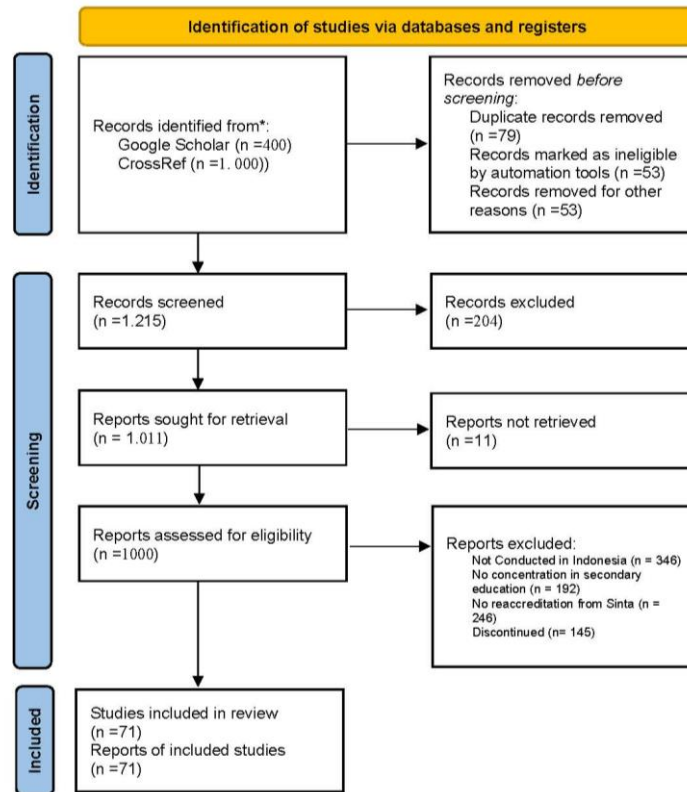 Identification of studies via databases and registers
Identification
Records identified from*:
Google Scholar (n =400)
CrossRef (n =1. 000))
Records removed before
screening:
Duplicate records removed
(n =79)
Records marked as ineligible
by automation tools (n =53)
Records removed for other
reasons (n =53)
Screening
Records screened
(n =1.215)
Records excluded
(n =204)
Reports sought for retrieval
(n = 1.011)
Reports not retrieved
(n =11)
Reports assessed for eligibility
(n =1000)
Reports excluded:
Not Conducted in Indonesia (n = 346)
No concentration in secondary
education (n = 192)
No reaccreditation from Sinta (n =
246)
Discontinued (n= 145)
Included
Studies included in review
(n =71)
Reports of included studies
(n =71)